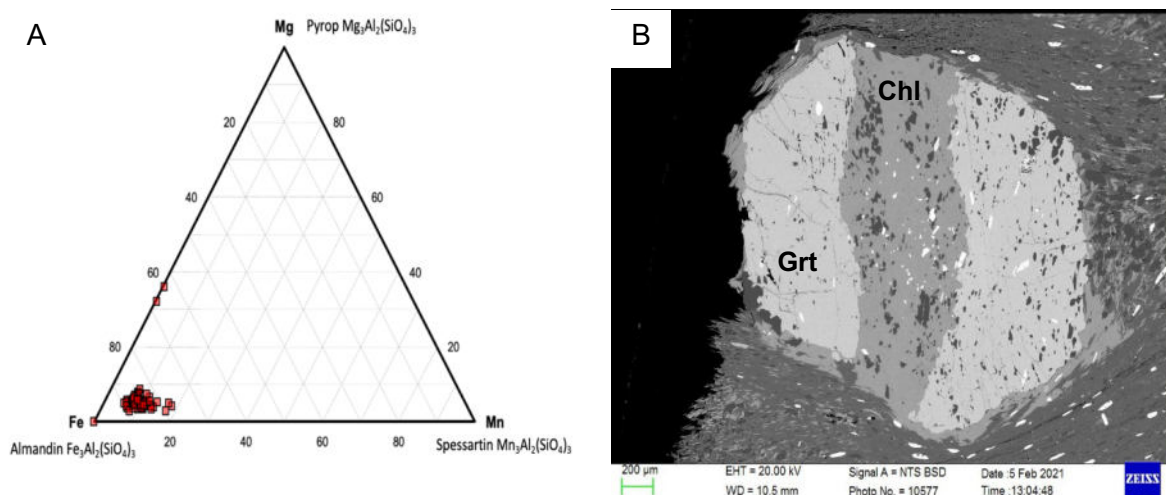 A
Mg Pyrop Mg₃Al₂(SiO₄)₃
20 80
40 60
60 40
80 20
Fe Mn
Almandin Fe₃Al₂(SiO₄)₃ Spessartin Mn₃Al₂(SiO₄)₃
20 40 60 80
B
Chl
Grt
200 µm
EHT = 20.00 kV Signal A = NTS BSD Date :5 Feb 2021
WD = 10.5 mm Photo No. = 10577 Time :13:04:48
ZEISS